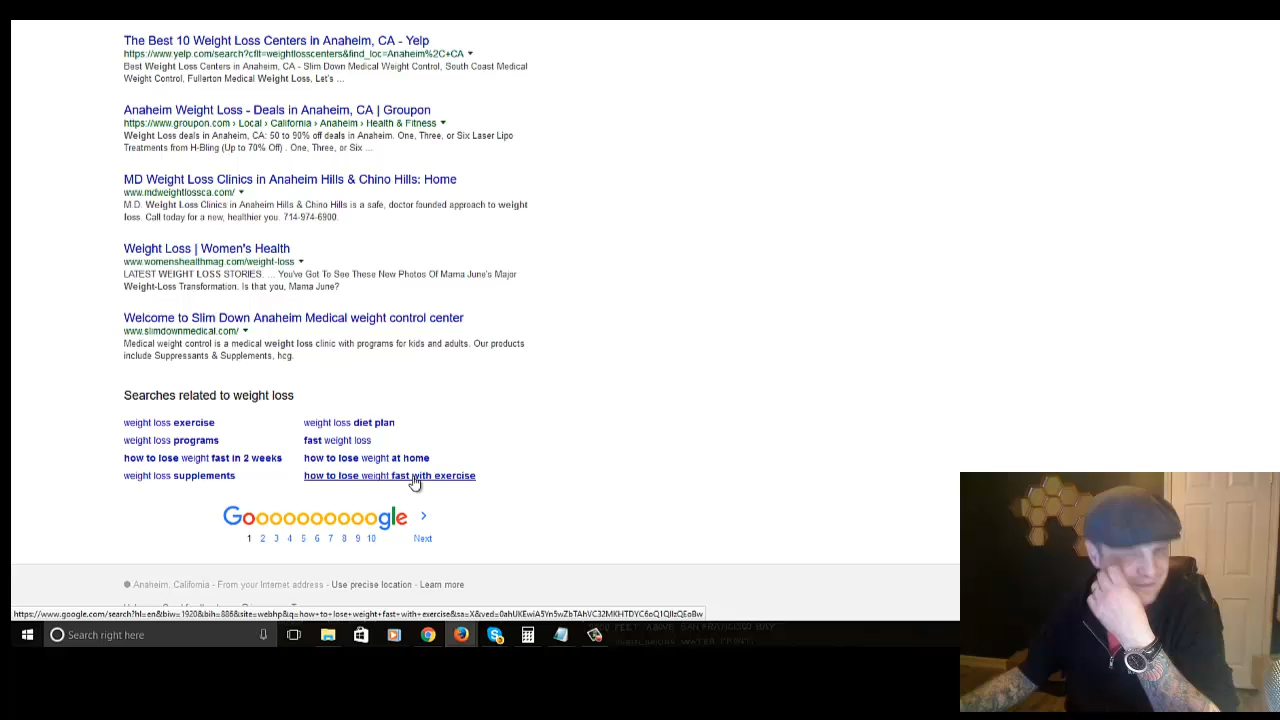 The Best 10 Weight Loss Centers in Anaheim, CA - Yelp
https://www.yelp.com/search?cflt=weightlosscenters&find_loc=Anaheim%2C+CA
Best Weight Loss Centers in Anaheim, CA - Slim Down Medical Weight Control, South Coast Medical
Weight Control, Fullerton Medical Weight Loss, Let's ...
Anaheim Weight Loss - Deals in Anaheim, CA | Groupon
https://www.groupon.com › Local › California › Anaheim › Health & Fitness
Weight Loss deals in Anaheim, CA: 50 to 90% off deals in Anaheim. One, Three, or Six Laser Lipo
Treatments from H-Bling (Up to 70% Off) . One, Three, or Six ...
MD Weight Loss Clinics in Anaheim Hills & Chino Hills: Home
www.mdweightlossca.com/
M.D. Weight Loss Clinics in Anaheim Hills & Chino Hills is a safe, doctor founded approach to weight
loss. Call today for a new, healthier you. 714-974-6900.
Weight Loss | Women's Health
www.womenshealthmag.com/weight-loss
LATEST WEIGHT LOSS STORIES. ... You've Got To See These New Photos Of Mama June's Major
Weight-Loss Transformation. Is that you, Mama June?
Welcome to Slim Down Anaheim Medical weight control center
www.slimdownmedical.com/
Medical weight control is a medical weight loss clinic with programs for kids and adults. Our products
include Suppressants & Supplements, hcg.
Searches related to weight loss
weight loss exercise weight loss diet plan
weight loss programs fast weight loss
how to lose weight fast in 2 weeks how to lose weight at home
weight loss supplements how to lose weight fast with exercise
Goooooooooogle >
1 2 3 4 5 6 7 8 9 10 Next
Anaheim, California - From your Internet address - Use precise location - Learn more
Search right here